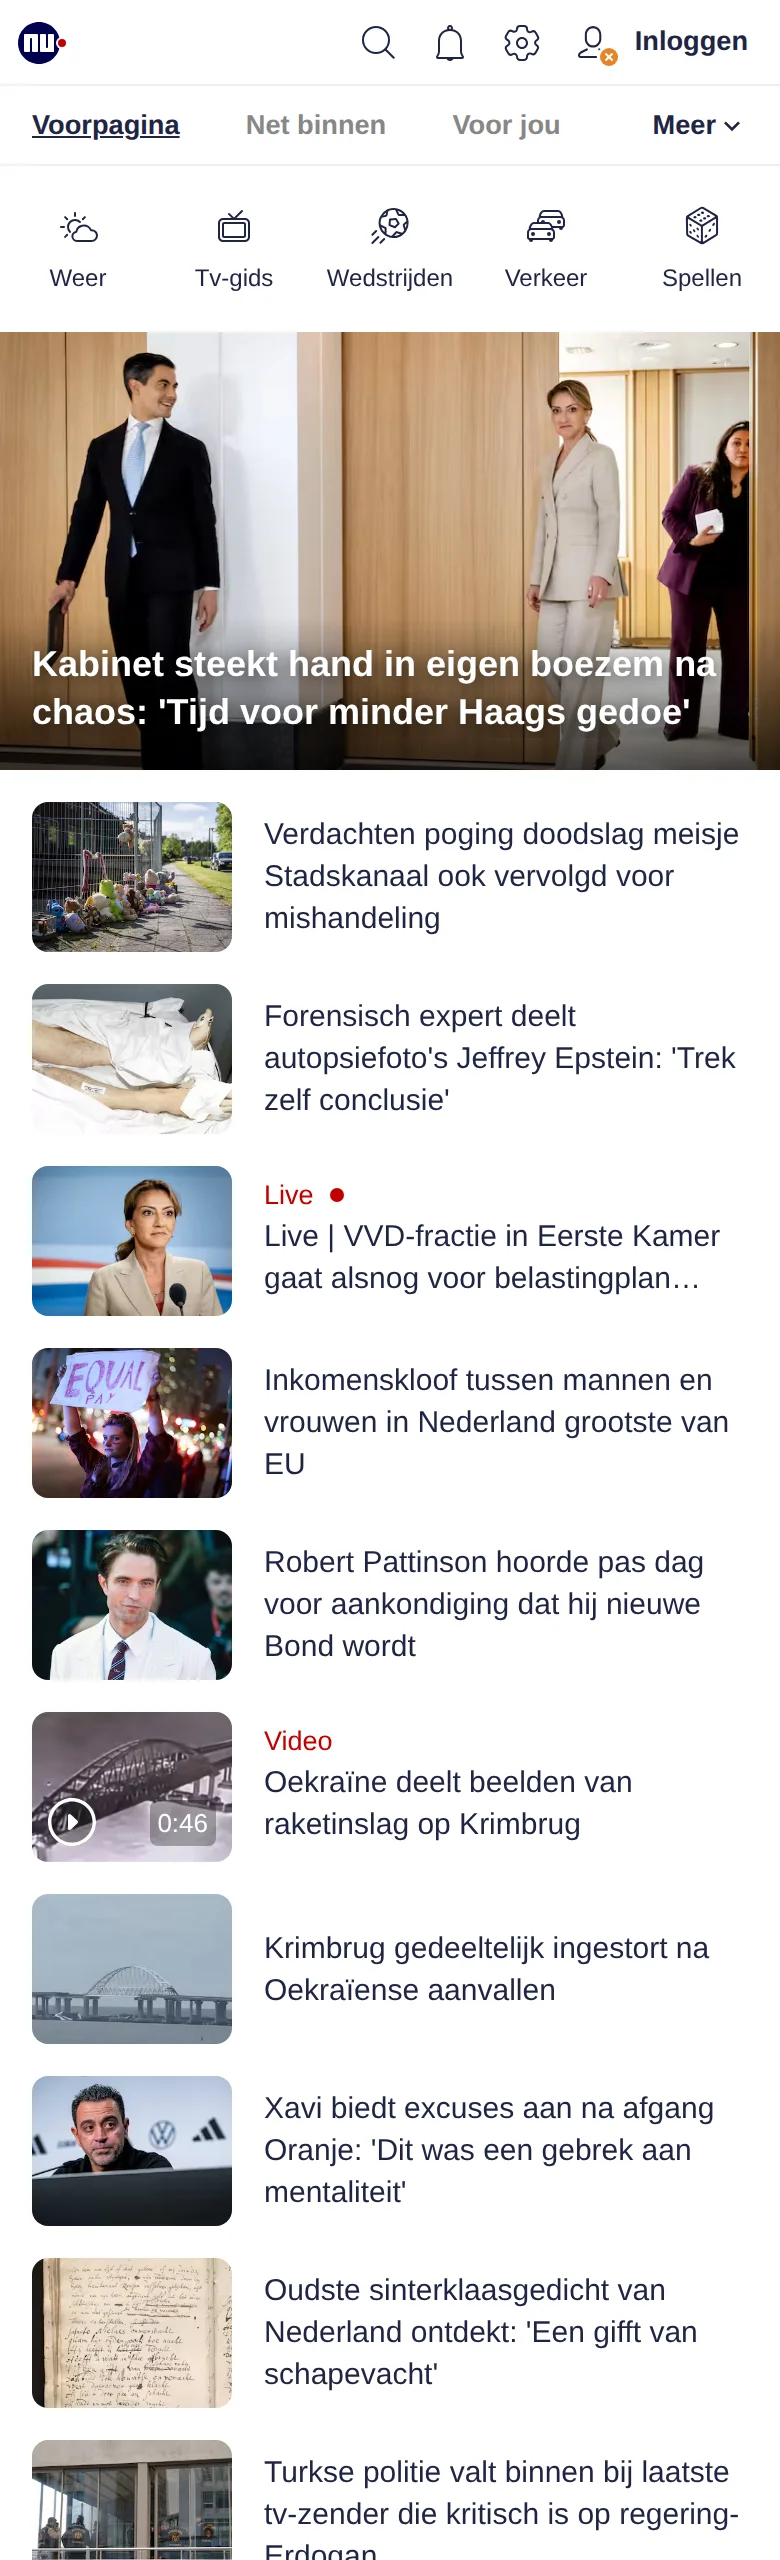 nu
Inloggen
Voorpagina
Net binnen
Voor jou
Meer
Weer
Tv-gids
Wedstrijden
Verkeer
Spellen
Kabinet steekt hand in eigen boezem na
chaos: 'Tijd voor minder Haags gedoe'
Verdachten poging doodslag meisje
Stadskanaal ook vervolgd voor
mishandeling
Forensisch expert deelt
autopsiefoto's Jeffrey Epstein: 'Trek
zelf conclusie'
Live
Live | VVD-fractie in Eerste Kamer
gaat alsnog voor belastingplan…
EQUAL
PAY
Inkomenskloof tussen mannen en
vrouwen in Nederland grootste van
EU
Robert Pattinson hoorde pas dag
voor aankondiging dat hij nieuwe
Bond wordt
0:46
Video
Oekraïne deelt beelden van
raketinslag op Krimbrug
Krimbrug gedeeltelijk ingestort na
Oekraïense aanvallen
Xavi biedt excuses aan na afgang
Oranje: 'Dit was een gebrek aan
mentaliteit'
Oudste sinterklaasgedicht van
Nederland ontdekt: 'Een gifft van
schapevacht'
Turkse politie valt binnen bij laatste
tv-zender die kritisch is op regering-
Erdogan